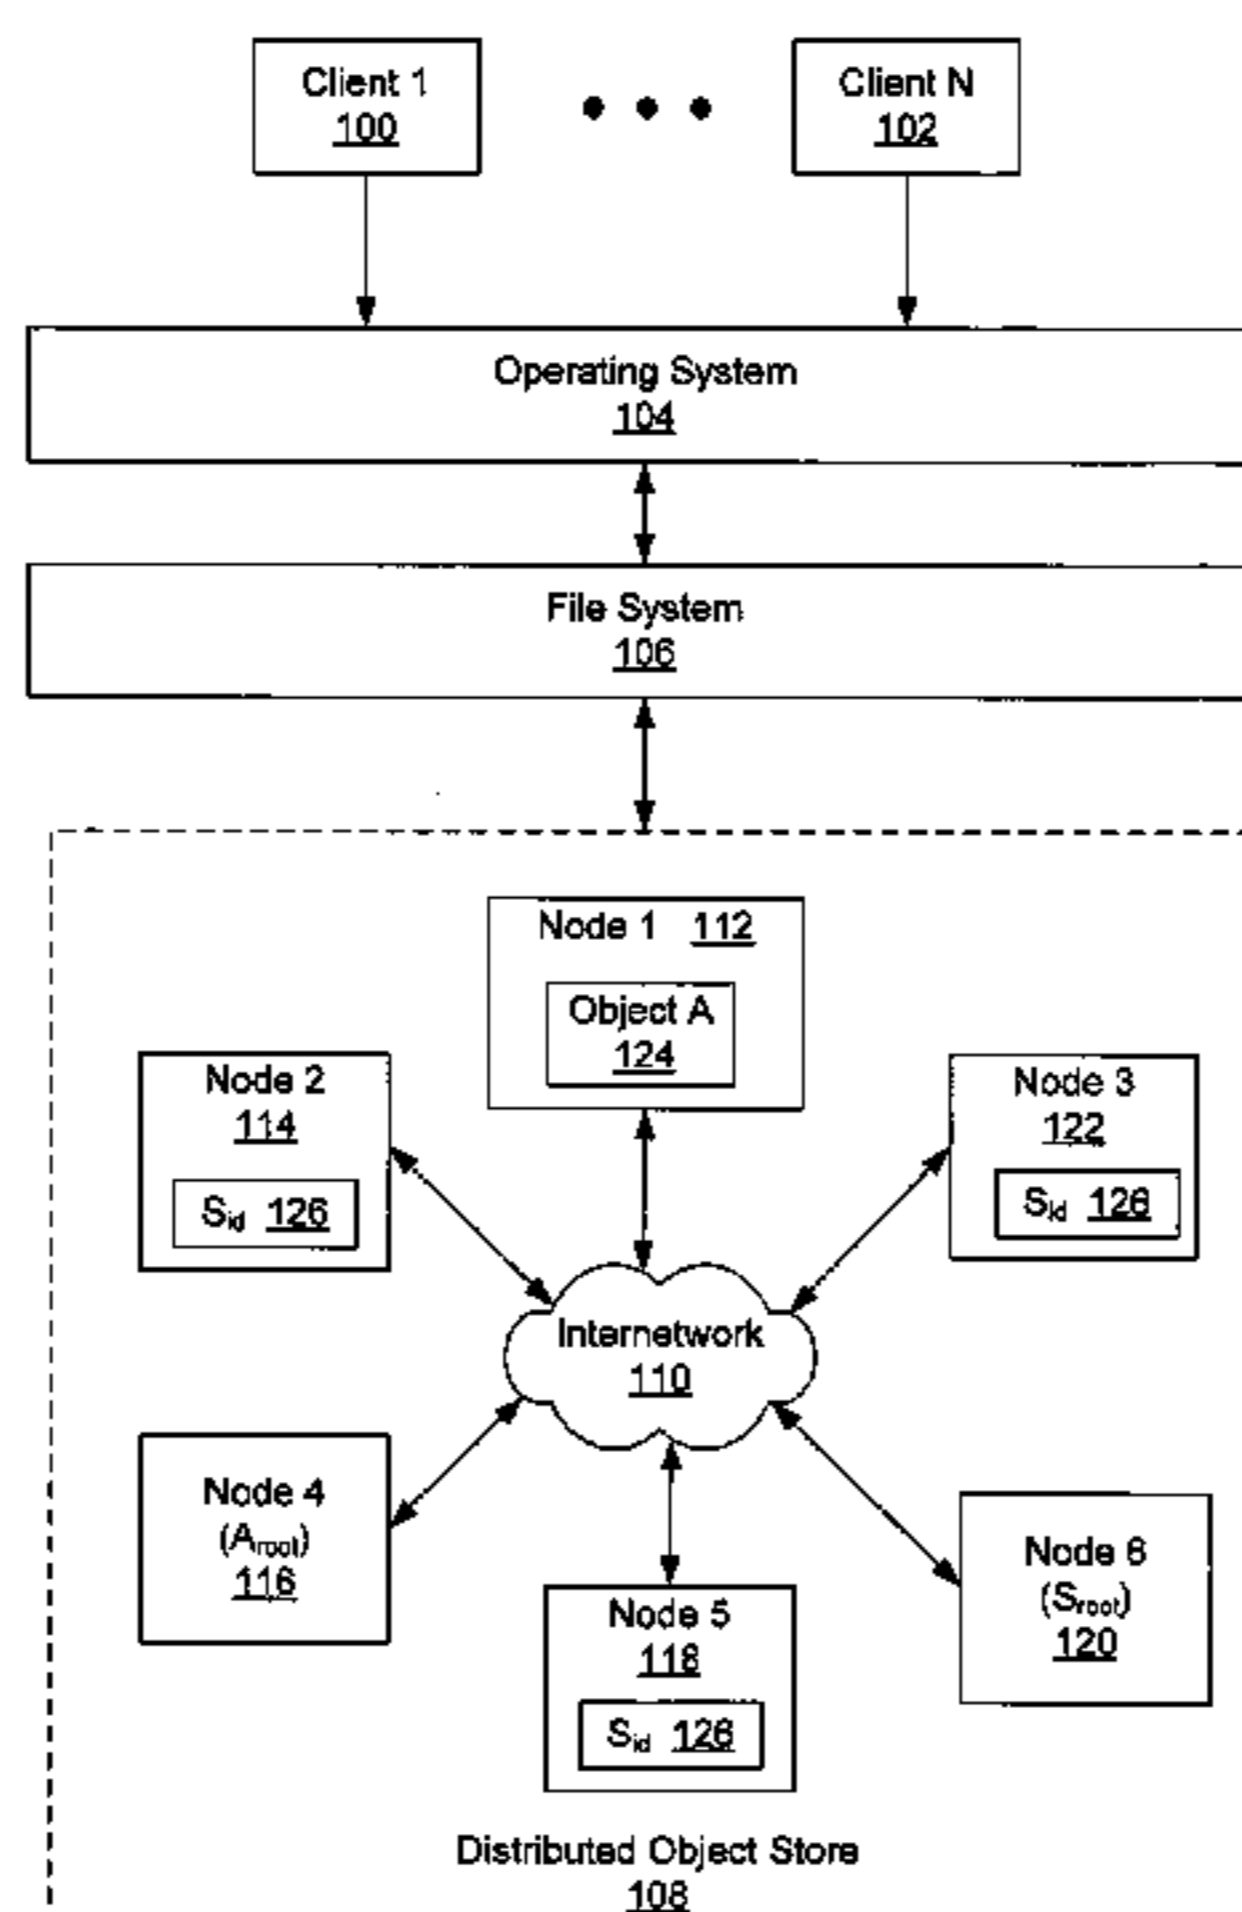 Client 1
100
Client N
102
Operating System
104
File System
106
Node 1 112
Object A
124
Node 2
114
Sid 126
Node 3
122
Sid 126
Internetwork
110
Node 4
(Aroot)
116
Node 5
118
Sid 126
Node 6
(Sroot)
120
Distributed Object Store
108